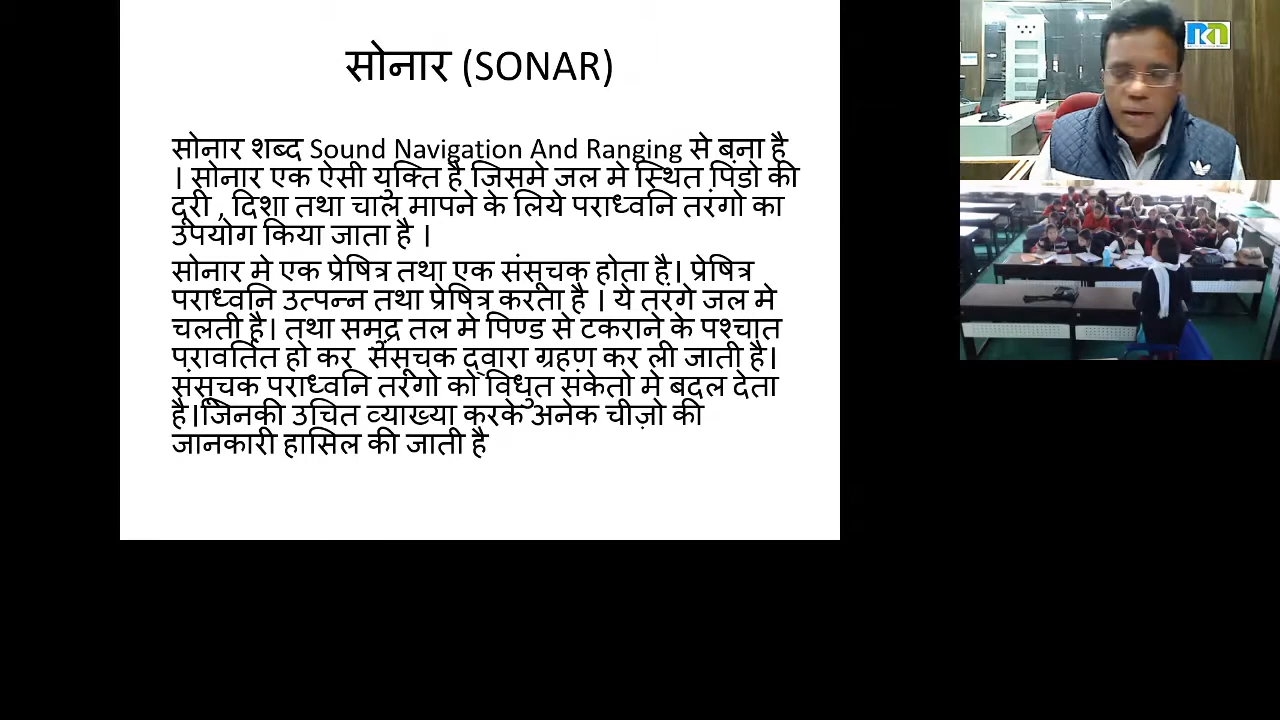 सोनार (SONAR)
सोनार शब्द Sound Navigation And Ranging से बना है
। सोनार एक ऐसी युक्ति है जिसमे जल मे स्थित पिंडो की
दूरी , दिशा तथा चाल मापने के लिये पराध्वनि तरंगो का
उपयोग किया जाता है ।
सोनार मे एक प्रेषित्र तथा एक संसूचक होता है। प्रेषित्र
पराध्वनि उत्पन्न तथा प्रेषित्र करता है । ये तरंगे जल मे
चलती है। तथा समुद्र तल मे पिण्ड से टकराने के पश्चात
परावर्तित हो कर संसूचक द्वारा ग्रहण कर ली जाती है।
संसूचक पराध्वनि तरंगो को विधुत संकेतो मे बदल देता
है।जिनकी उचित व्याख्या करके अनेक चीज़ो की
जानकारी हासिल की जाती है